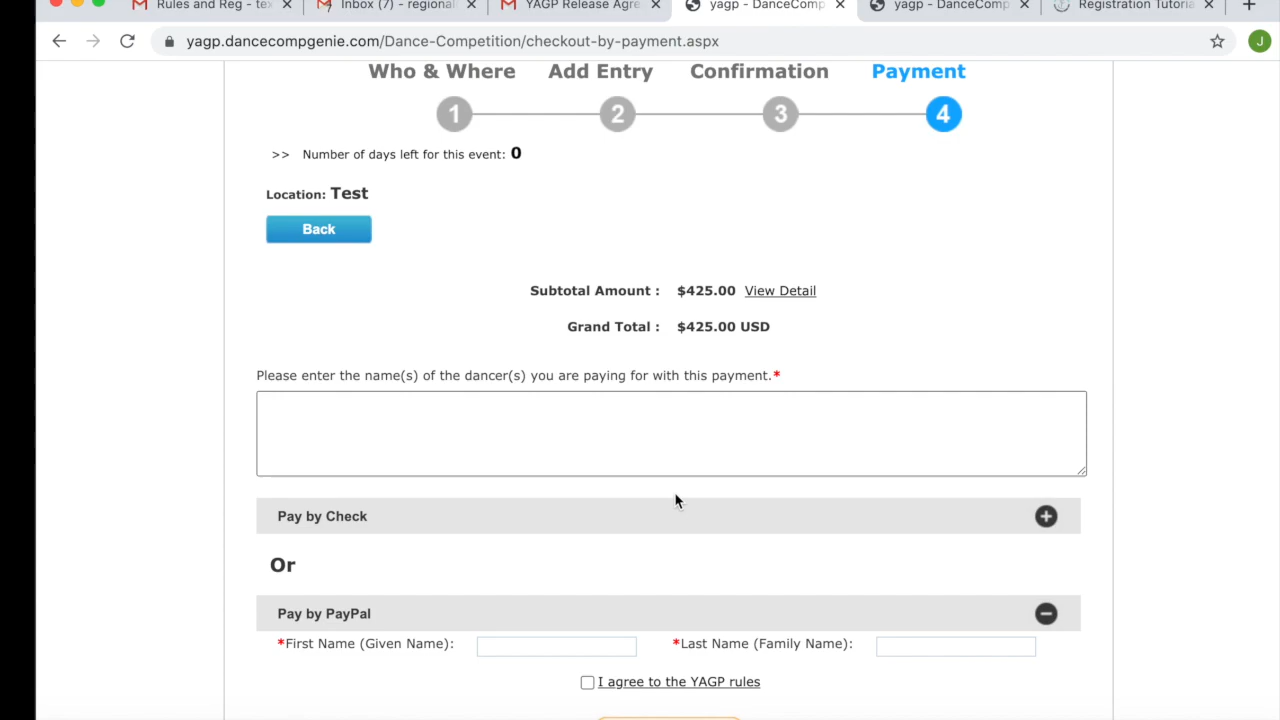 Rules and Reg - tex
Inbox (7) - regional
YAGP Release Agre
yagp - DanceComp
yagp - DanceComp
Registration Tutoria
yagp.dancecompgenie.com/Dance-Competition/checkout-by-payment.aspx
J
Who & Where Add Entry Confirmation Payment
1 2 3 4
>> Number of days left for this event: 0
Location: Test
Back
Subtotal Amount : $425.00 View Detail
Grand Total : $425.00 USD
Please enter the name(s) of the dancer(s) you are paying for with this payment.*
Pay by Check
Or
Pay by PayPal
*First Name (Given Name): *Last Name (Family Name):
I agree to the YAGP rules